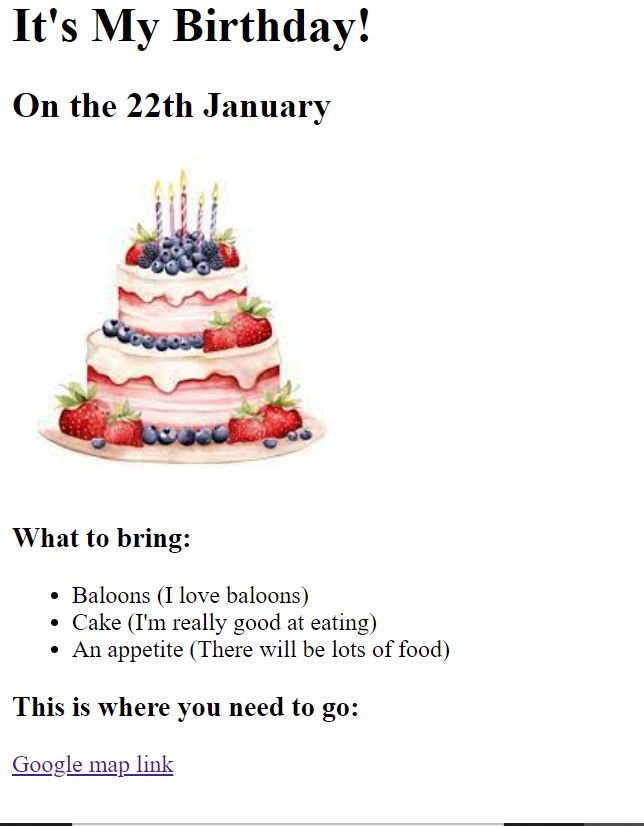 It's My Birthday!
On the 22th January
What to bring:
Baloons (I love baloons)
Cake (I'm really good at eating)
An appetite (There will be lots of food)
This is where you need to go:
Google map link